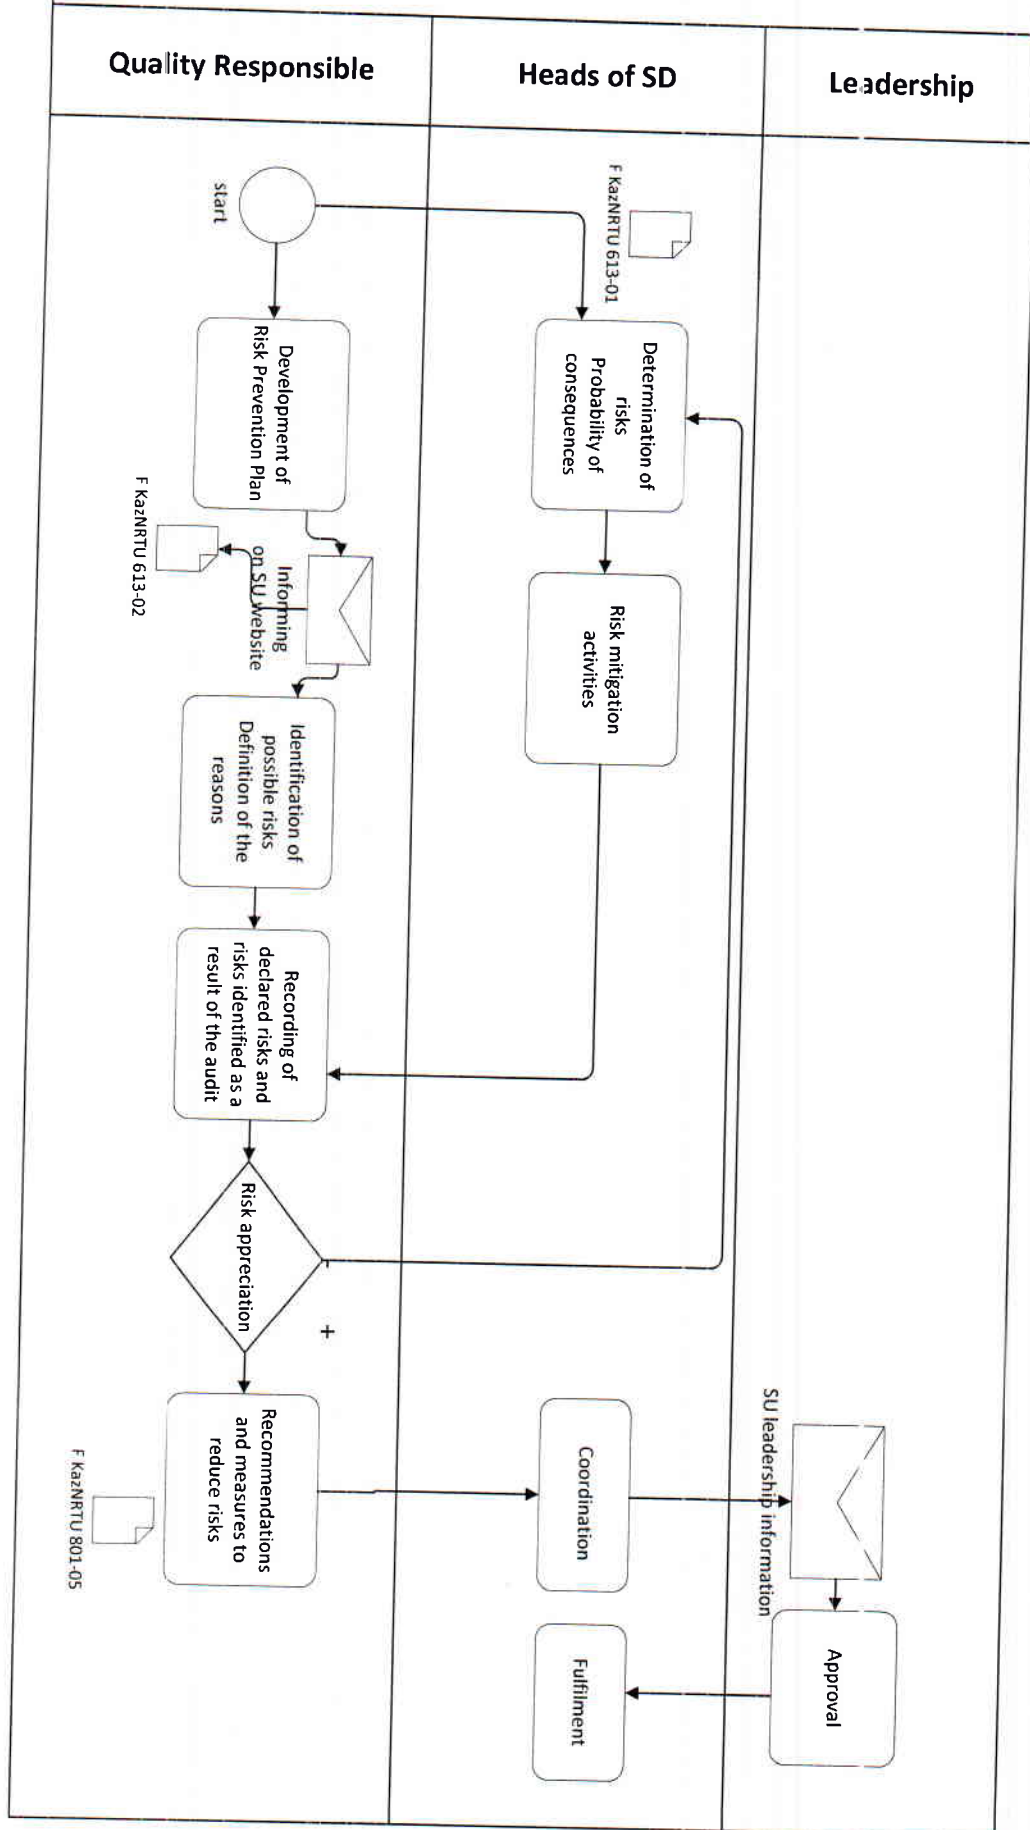 Quality Responsible
Heads of SD
Leadership
start
F KazNRTU 613-01
Determination of
risks
Probability of
consequences
Development of
Risk Prevention Plan
F KazNRTU 613-02
Informing
on SU website
Risk mitigation
activities
Identification of
possible risks
Definition of the
reasons
Recording of
declared risks and
risks identified as a
result of the audit
Risk appreciation
-
+
Recommendations
and measures to
reduce risks
F KazNRTU 801-05
Coordination
SU leadership information
Approval
Fulfilment